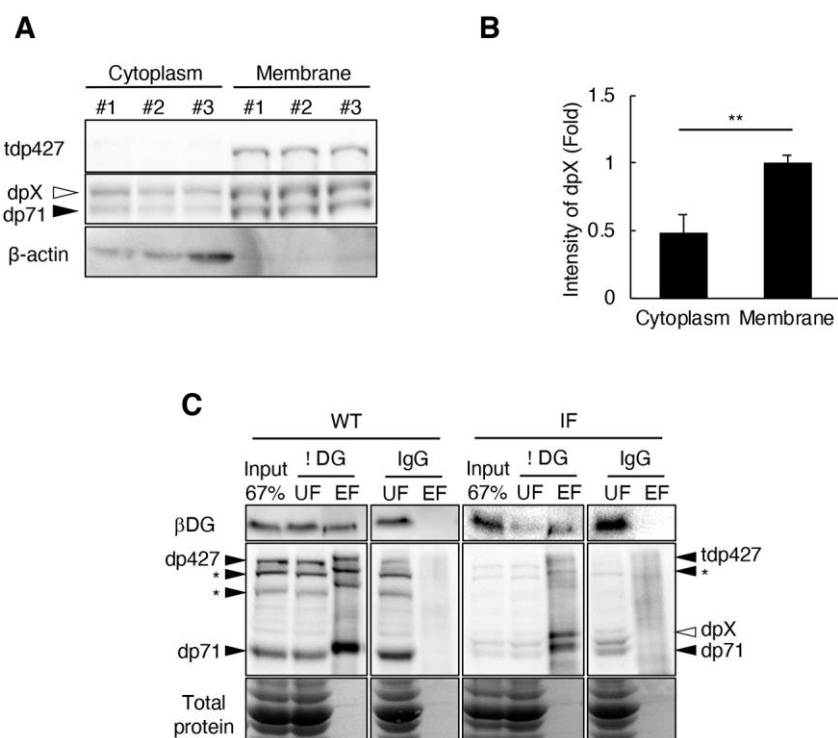 A
Cytoplasm Membrane
#1 #2 #3 #1 #2 #3
tdp427
dpX
dp71
β-actin
B
Intensity of dpX (Fold)
1.5
**
1
0.5
0
Cytoplasm Membrane
C
WT IF
Input ! DG IgG Input ! DG IgG
67% UF EF UF EF 67% UF EF UF EF
βDG
dp427 tdp427
* *
*
dpX
dp71 dp71
Total
protein